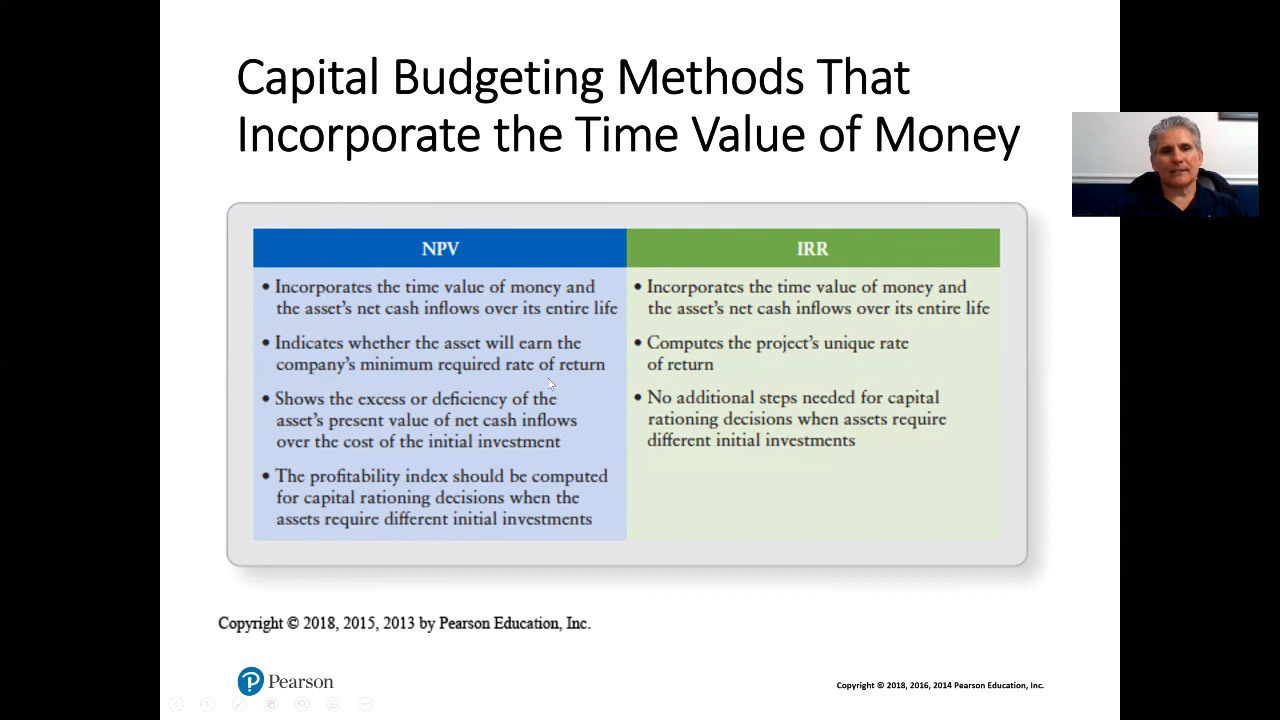 Capital Budgeting Methods That
Incorporate the Time Value of Money
NPV
• Incorporates the time value of money and
the asset's net cash inflows over its entire life
• Indicates whether the asset will earn the
company's minimum required rate of return
• Shows the excess or deficiency of the
asset's present value of net cash inflows
over the cost of the initial investment
• The profitability index should be computed
for capital rationing decisions when the
assets require different initial investments
IRR
• Incorporates the time value of money and
the asset's net cash inflows over its entire life
• Computes the project's unique rate
of return
• No additional steps needed for capital
rationing decisions when assets require
different initial investments
Copyright © 2018, 2015, 2013 by Pearson Education, Inc.
P Pearson
Copyright © 2018, 2016, 2014 Pearson Education, Inc.